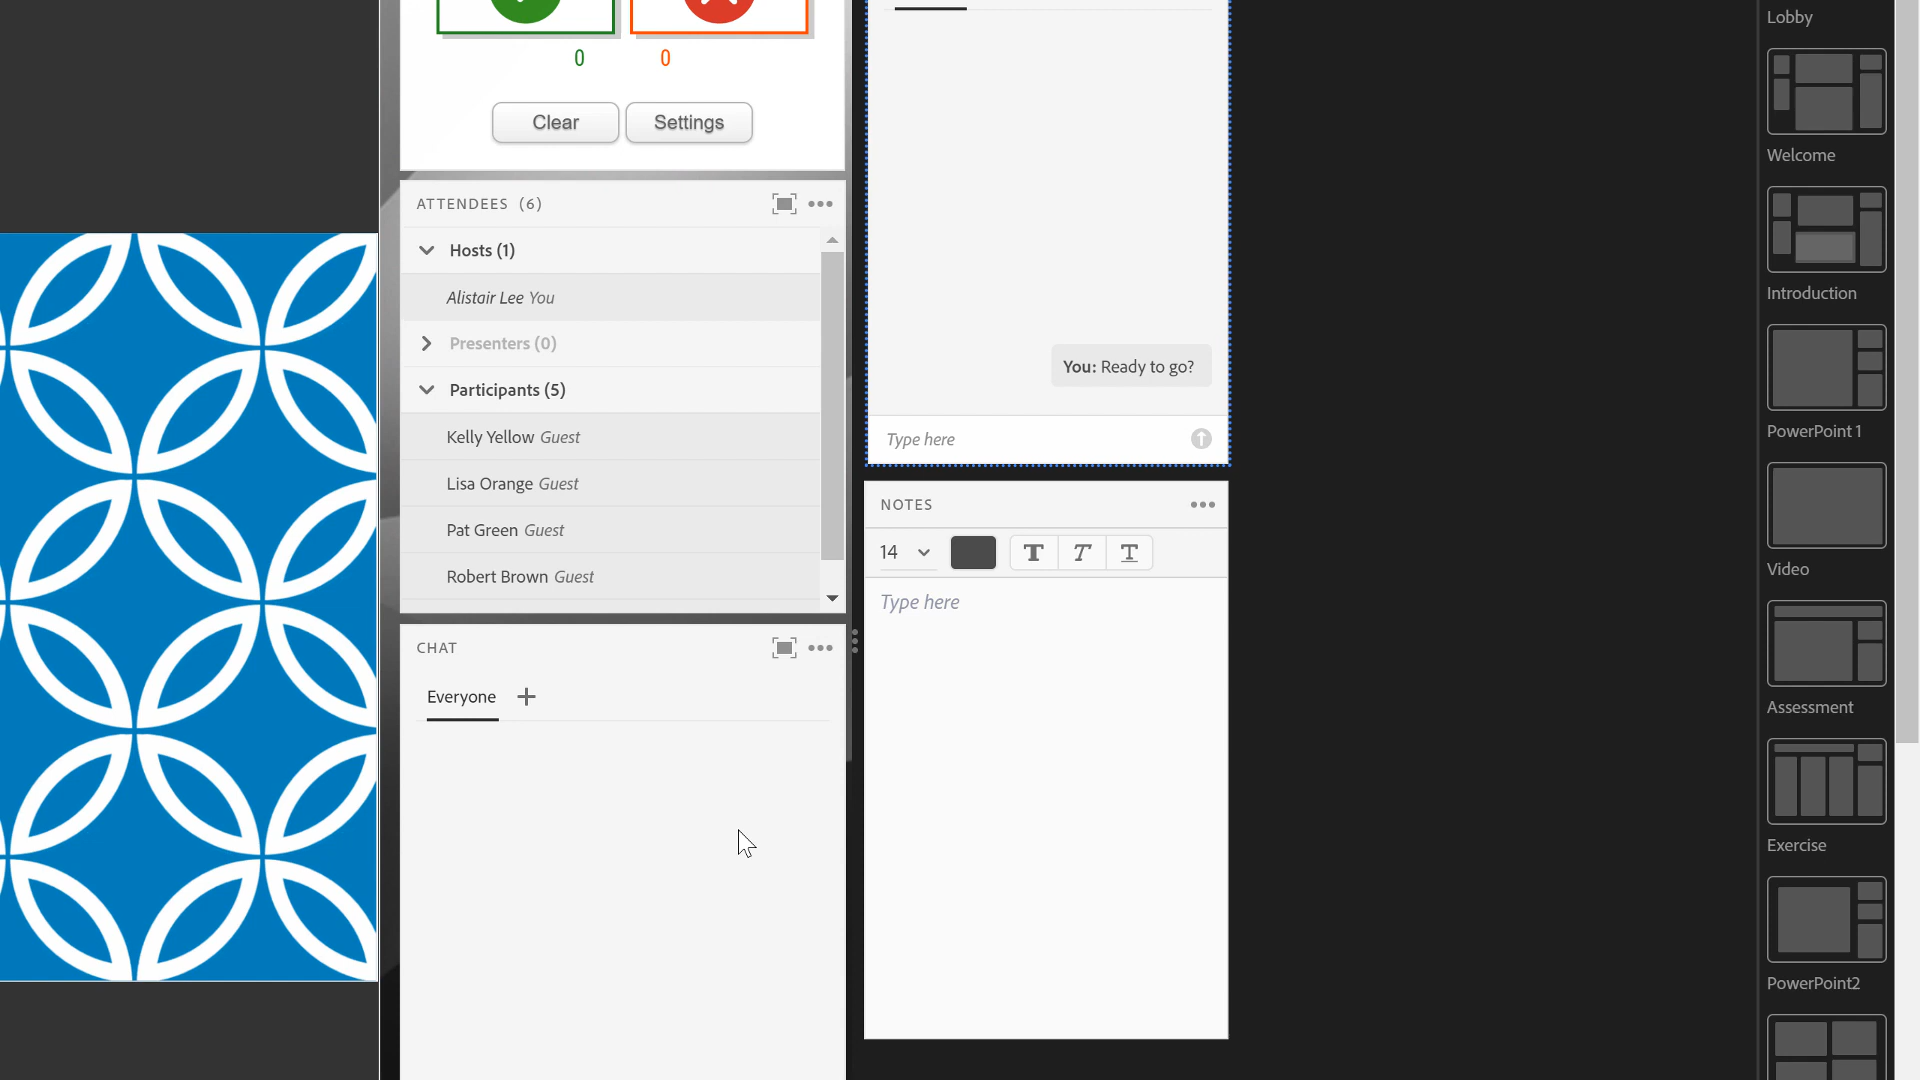 0
0
Clear
Settings
ATTENDEES (6)
Hosts (1)
Alistair Lee You
Presenters (0)
Participants (5)
Kelly Yellow Guest
Lisa Orange Guest
Pat Green Guest
Robert Brown Guest
CHAT
Everyone
You: Ready to go?
Type here
NOTES
14
T
T
T
Type here
Lobby
Welcome
Introduction
PowerPoint 1
Video
Assessment
Exercise
PowerPoint2